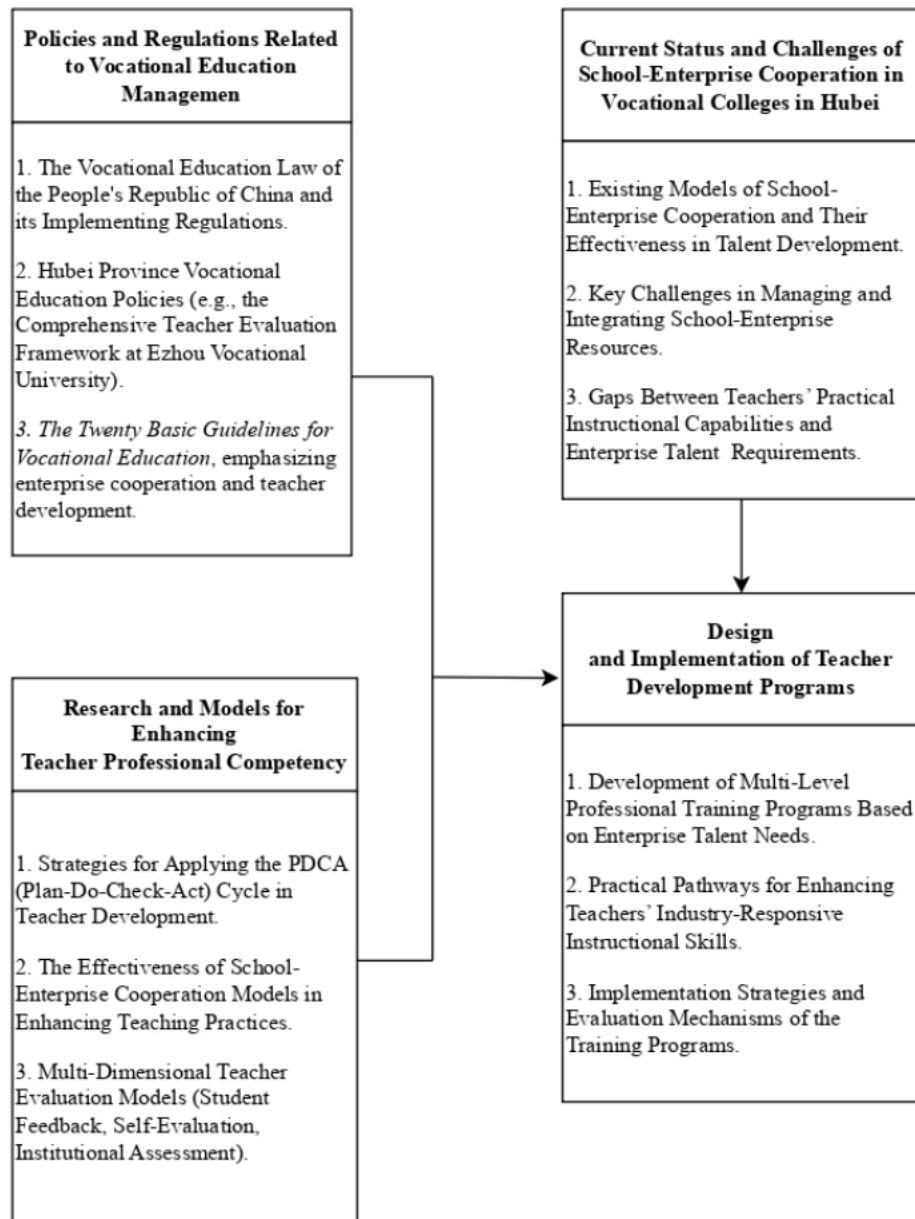 Policies and Regulations Related
to Vocational Education
Managemen
1. The Vocational Education Law of
the People's Republic of China and
its Implementing Regulations.
2. Hubei Province Vocational
Education Policies (e.g., the
Comprehensive Teacher Evaluation
Framework at Ezhou Vocational
University).
3. The Twenty Basic Guidelines for
Vocational Education, emphasizing
enterprise cooperation and teacher
development.
Research and Models for
Enhancing
Teacher Professional Competency
1. Strategies for Applying the PDCA
(Plan-Do-Check-Act) Cycle in
Teacher Development.
2. The Effectiveness of School-
Enterprise Cooperation Models in
Enhancing Teaching Practices.
3. Multi-Dimensional Teacher
Evaluation Models (Student
Feedback, Self-Evaluation,
Institutional Assessment).
Current Status and Challenges of
School-Enterprise Cooperation in
Vocational Colleges in Hubei
1. Existing Models of School-
Enterprise Cooperation and Their
Effectiveness in Talent Development.
2. Key Challenges in Managing and
Integrating School-Enterprise
Resources.
3. Gaps Between Teachers’ Practical
Instructional Capabilities and
Enterprise Talent Requirements.
Design
and Implementation of Teacher
Development Programs
1. Development of Multi-Level
Professional Training Programs Based
on Enterprise Talent Needs.
2. Practical Pathways for Enhancing
Teachers’ Industry-Responsive
Instructional Skills.
3. Implementation Strategies and
Evaluation Mechanisms of the
Training Programs.